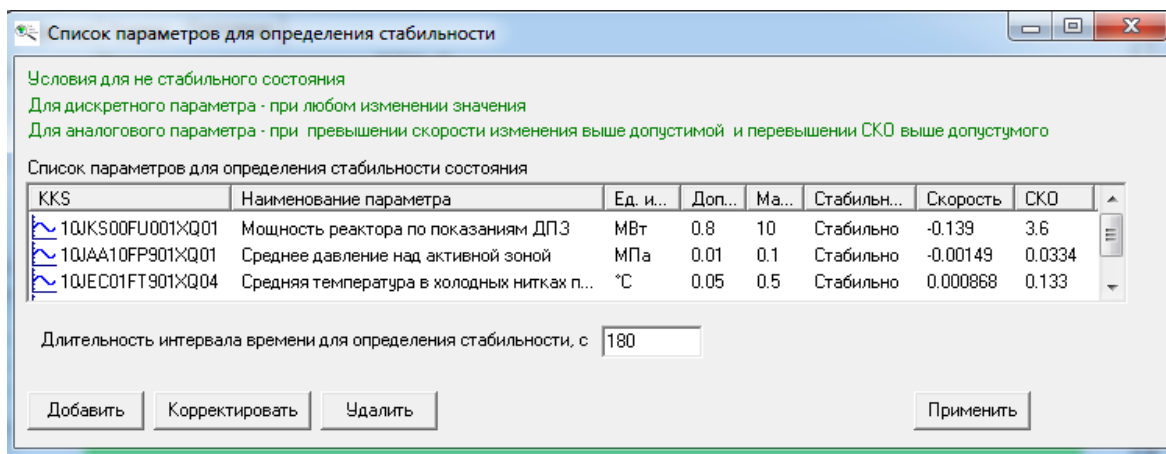 Список параметров для определения стабильности
Условия для не стабильного состояния
Для дискретного параметра - при любом изменении значения
Для аналогового параметра - при превышении скорости изменения выше допустимой и перевышении СКО выше допустумого
Список параметров для определения стабильности состояния
KKS Наименование параметра Ед. и... Доп... Ма... Стабильн... Скорость СКО
10JKS00FU001XQ01 Мощность реактора по показаниям ДПЗ МВт 0.8 10 Стабильно -0.139 3.6
10JAA10FP901XQ01 Среднее давление над активной зоной МПа 0.01 0.1 Стабильно -0.00149 0.0334
10JEC01FT901XQ04 Средняя температура в холодных нитках п... °C 0.05 0.5 Стабильно 0.000868 0.133
Длительность интервала времени для определения стабильности, с 180
Добавить Корректировать Удалить Применить